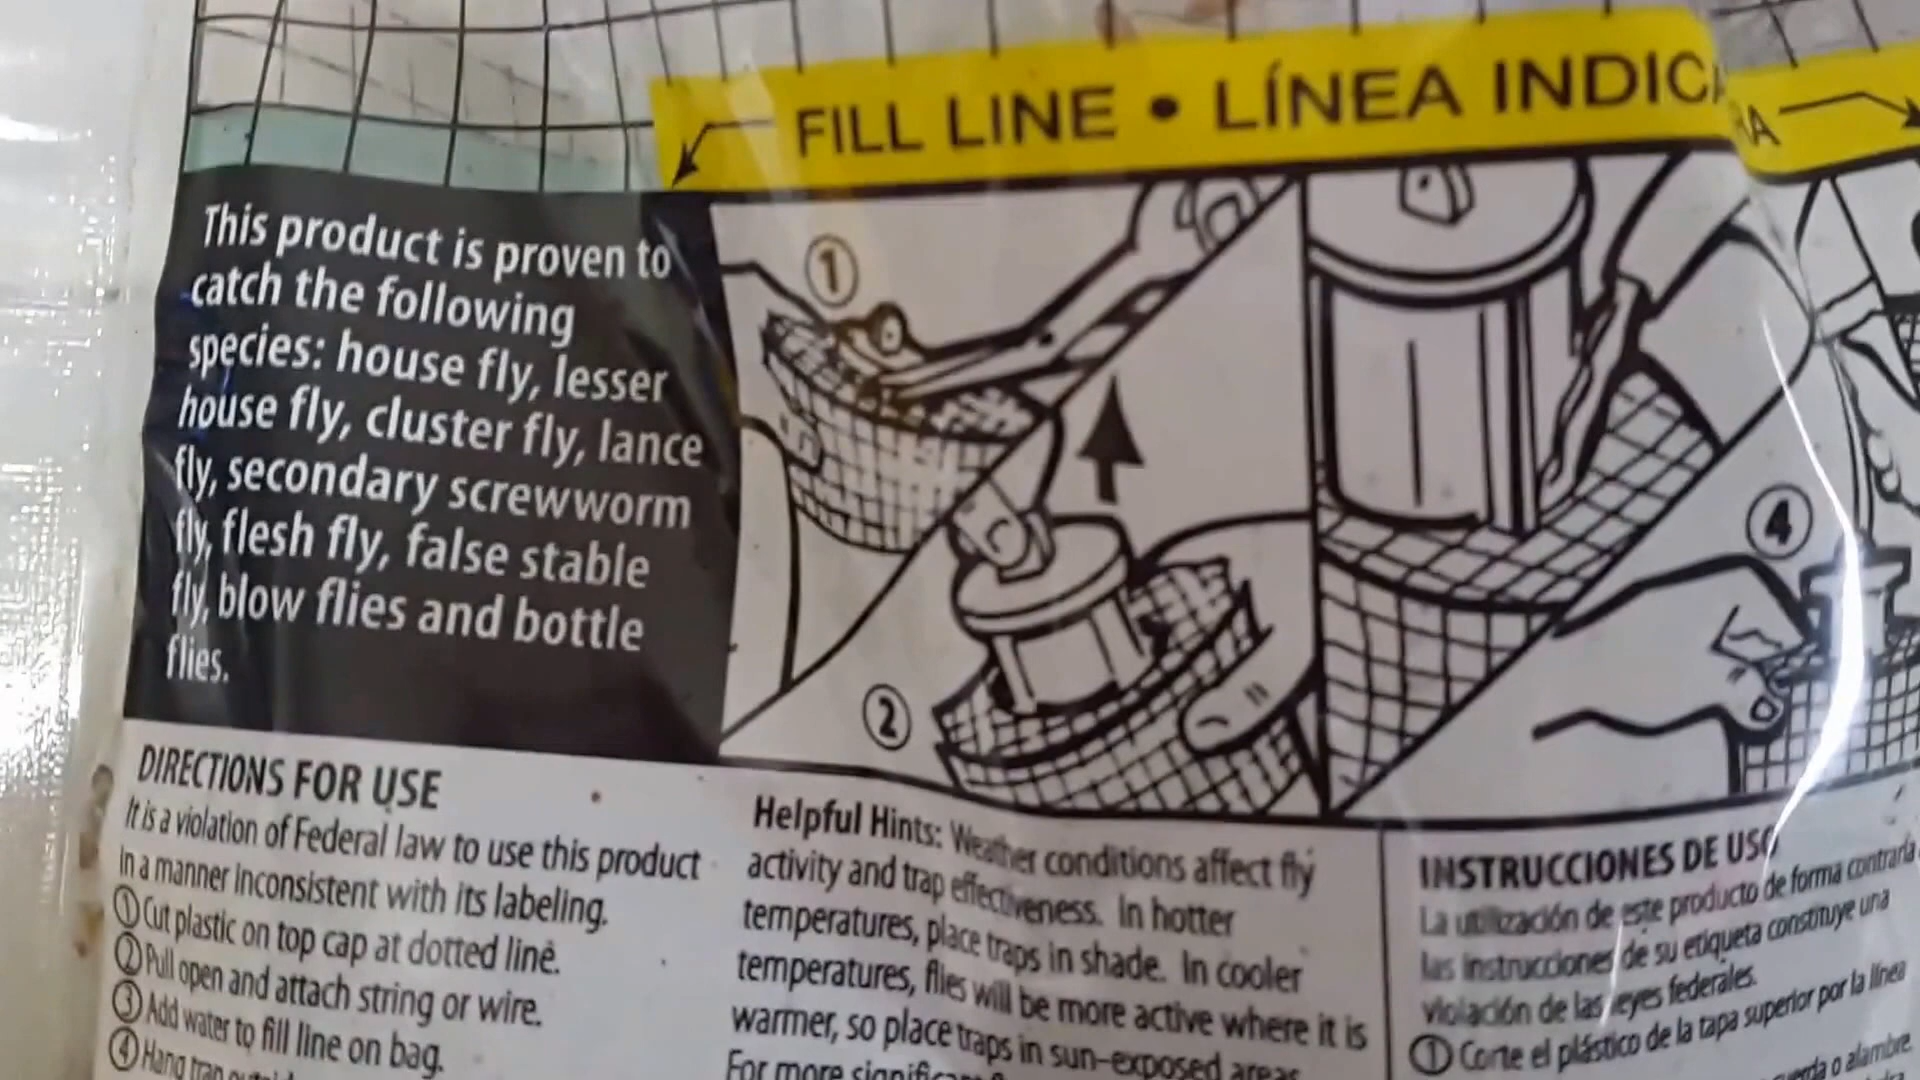 FILL LINE • LÍNEA INDICA
RA
This product is proven to
catch the following
species: house fly, lesser
house fly, cluster fly, lance
fly, secondary screwworm
fly, flesh fly, false stable
fly, blow flies and bottle
flies.
1
2
4
DIRECTIONS FOR USE
It is a violation of Federal law to use this product
in a manner inconsistent with its labeling.
① Cut plastic on top cap at dotted line.
② Pull open and attach string or wire.
③ Add water to fill line on bag.
④ Hang trap
Helpful Hints: Weather conditions affect fly
activity and trap effectiveness. In hotter
temperatures, place traps in shade. In cooler
temperatures, flies will be more active where it is
warmer, so place traps in sun-exposed areas.
For more
INSTRUCCIONES DE USO
La utilización de este producto de forma contraria a
las instrucciones de su etiqueta constituye una
violación de las leyes federales.
① Corte el plástico de la tapa superior por la línea
o alambre.